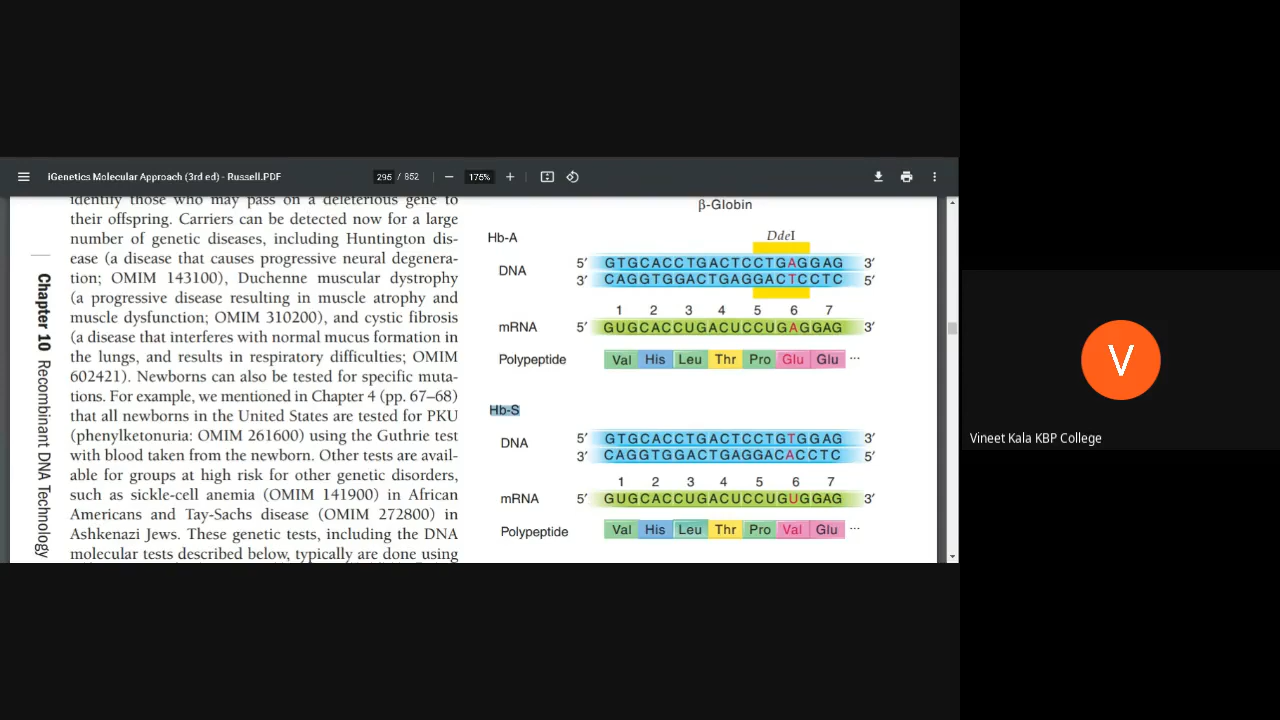 iGenetics Molecular Approach (3rd ed) - Russell.PDF
295 / 852
175%
identify those who may pass on a deleterious gene to
their offspring. Carriers can be detected now for a large
number of genetic diseases, including Huntington dis-
ease (a disease that causes progressive neural degenera-
tion; OMIM 143100), Duchenne muscular dystrophy
(a progressive disease resulting in muscle atrophy and
muscle dysfunction; OMIM 310200), and cystic fibrosis
(a disease that interferes with normal mucus formation in
the lungs, and results in respiratory difficulties; OMIM
602421). Newborns can also be tested for specific muta-
tions. For example, we mentioned in Chapter 4 (pp. 67–68)
that all newborns in the United States are tested for PKU
(phenylketonuria: OMIM 261600) using the Guthrie test
with blood taken from the newborn. Other tests are avail-
able for groups at high risk for other genetic disorders,
such as sickle-cell anemia (OMIM 141900) in African
Americans and Tay-Sachs disease (OMIM 272800) in
Ashkenazi Jews. These genetic tests, including the DNA
molecular tests described below, typically are done using
Chapter 10 Recombinant DNA Technology
β-Globin
Hb-A
DdeI
DNA
5′ GTGCACCTGACTCCTGAGGAG 3′
3′ CAGGTGGACTGAGGACTCCTC 5′
1 2 3 4 5 6 7
mRNA 5′ GUGCACCUGACUCCUGAGGAG 3′
Polypeptide Val His Leu Thr Pro Glu Glu ...
Hb-S
DNA
5′ GTGCACCTGACTCCTGTGGAG 3′
3′ CAGGTGGACTGAGGACACCTC 5′
1 2 3 4 5 6 7
mRNA 5′ GUGCACCUGACUCCUGUGGAG 3′
Polypeptide Val His Leu Thr Pro Val Glu ...
V
Vineet Kala KBP College